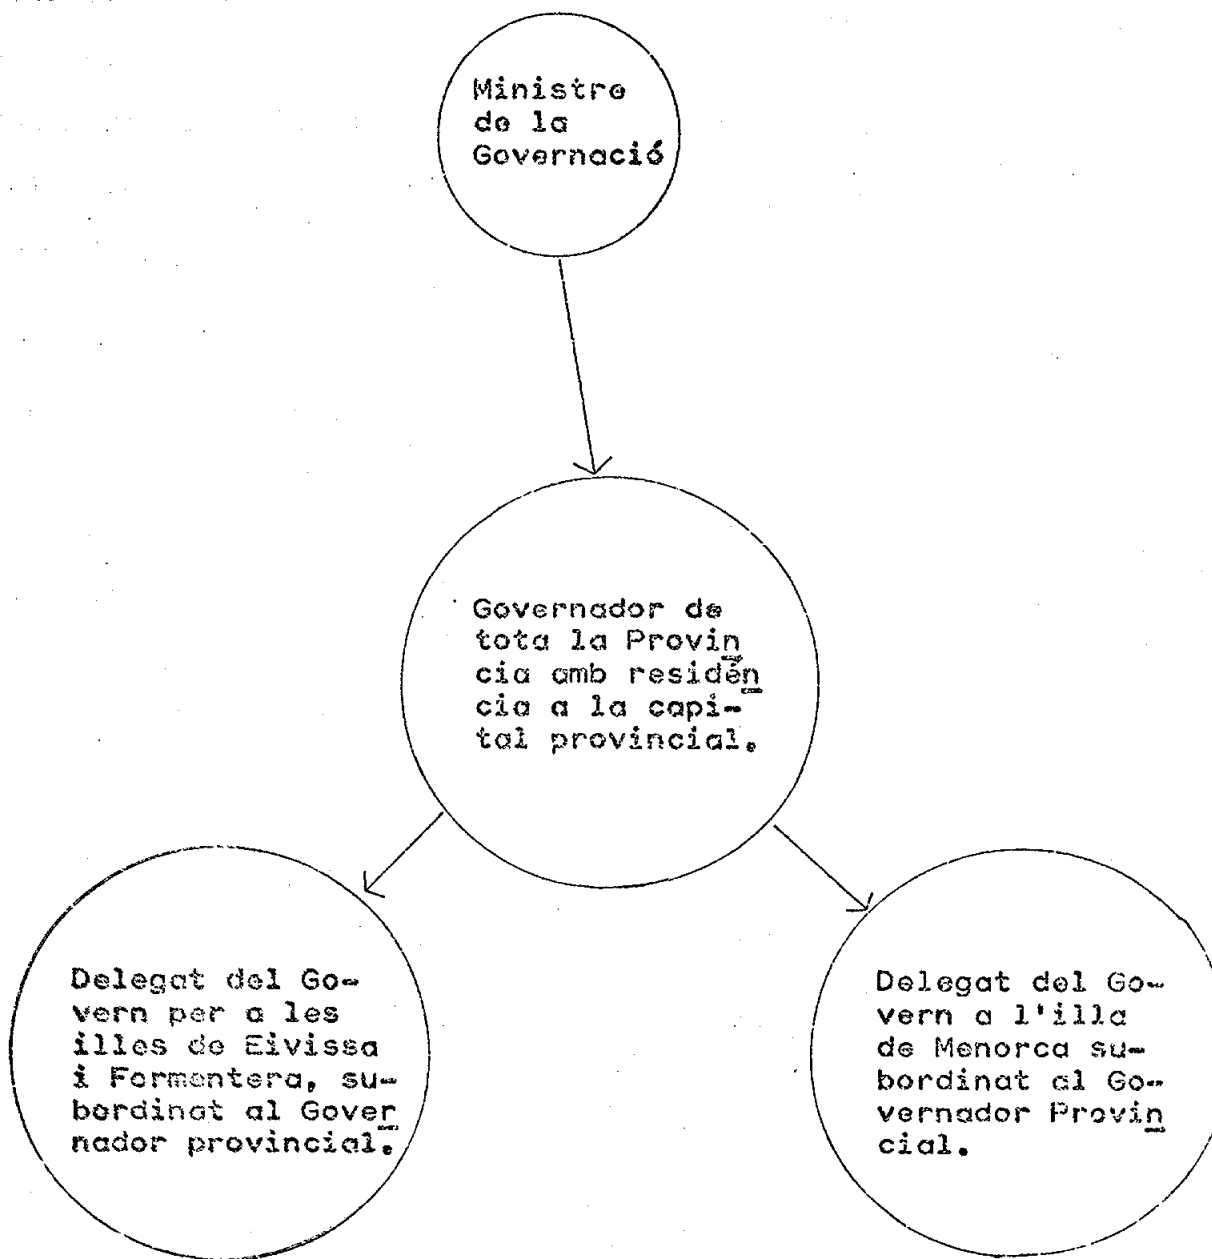 Ministre
de la
Governació
Governador de
tota la Provin
cia amb residén
cia a la capi-
tal provincial.
Delegat del Go-
vern per a les
illes de Eivissa
i Formentera, su-
bordinat al Gover
nador provincial.
Delegat del Go-
vern a l'illa
de Menorca su-
bordinat al Go-
vernador Provin
cial.